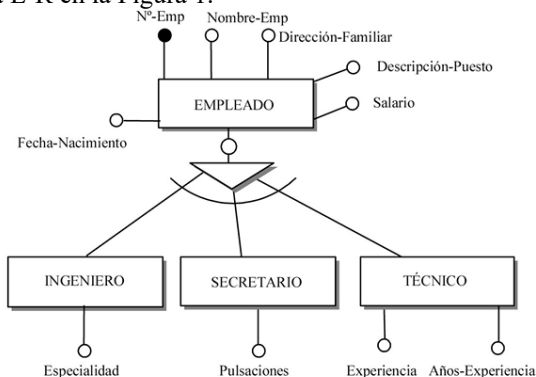 a E-R en la Figura 1.
Nº-Emp
Nombre-Emp
Dirección-Familiar
Descripción-Puesto
EMPLEADO
Salario
Fecha-Nacimiento
INGENIERO
SECRETARIO
TÉCNICO
Especialidad
Pulsaciones
Experiencia
Años-Experiencia